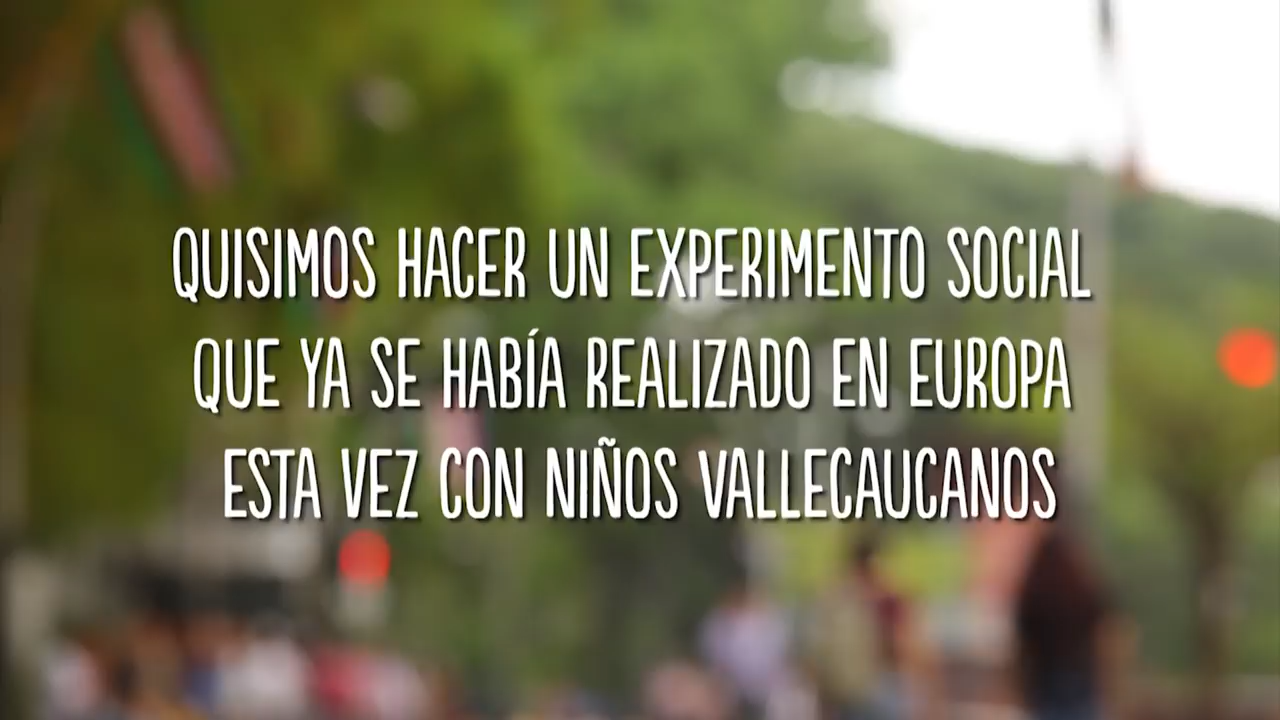 QUISIMOS HACER UN EXPERIMENTO SOCIAL
QUE YA SE HABÍA REALIZADO EN EUROPA
ESTA VEZ CON NIÑOS VALLECAUCANOS